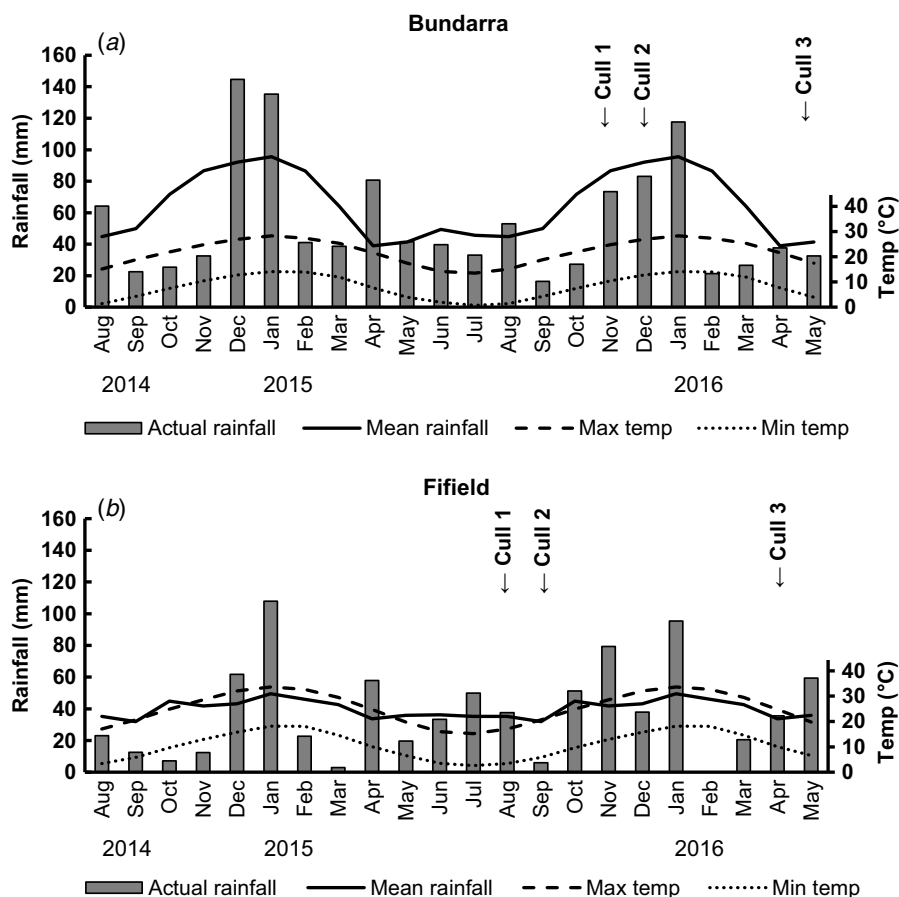 Bundarra
(a)
160
140
120
100
80
60
40
20
0
Rainfall (mm)
Cull 1
Cull 2
Cull 3
40
30
20
10
0
Temp (°C)
Aug Sep Oct Nov Dec Jan Feb Mar Apr May Jun Jul Aug Sep Oct Nov Dec Jan Feb Mar Apr May
2014 2015 2016
Actual rainfall Mean rainfall Max temp Min temp
Fifield
(b)
160
140
120
100
80
60
40
20
0
Rainfall (mm)
Cull 1
Cull 2
Cull 3
40
30
20
10
0
Temp (°C)
Aug Sep Oct Nov Dec Jan Feb Mar Apr May Jun Jul Aug Sep Oct Nov Dec Jan Feb Mar Apr May
2014 2015 2016
Actual rainfall Mean rainfall Max temp Min temp